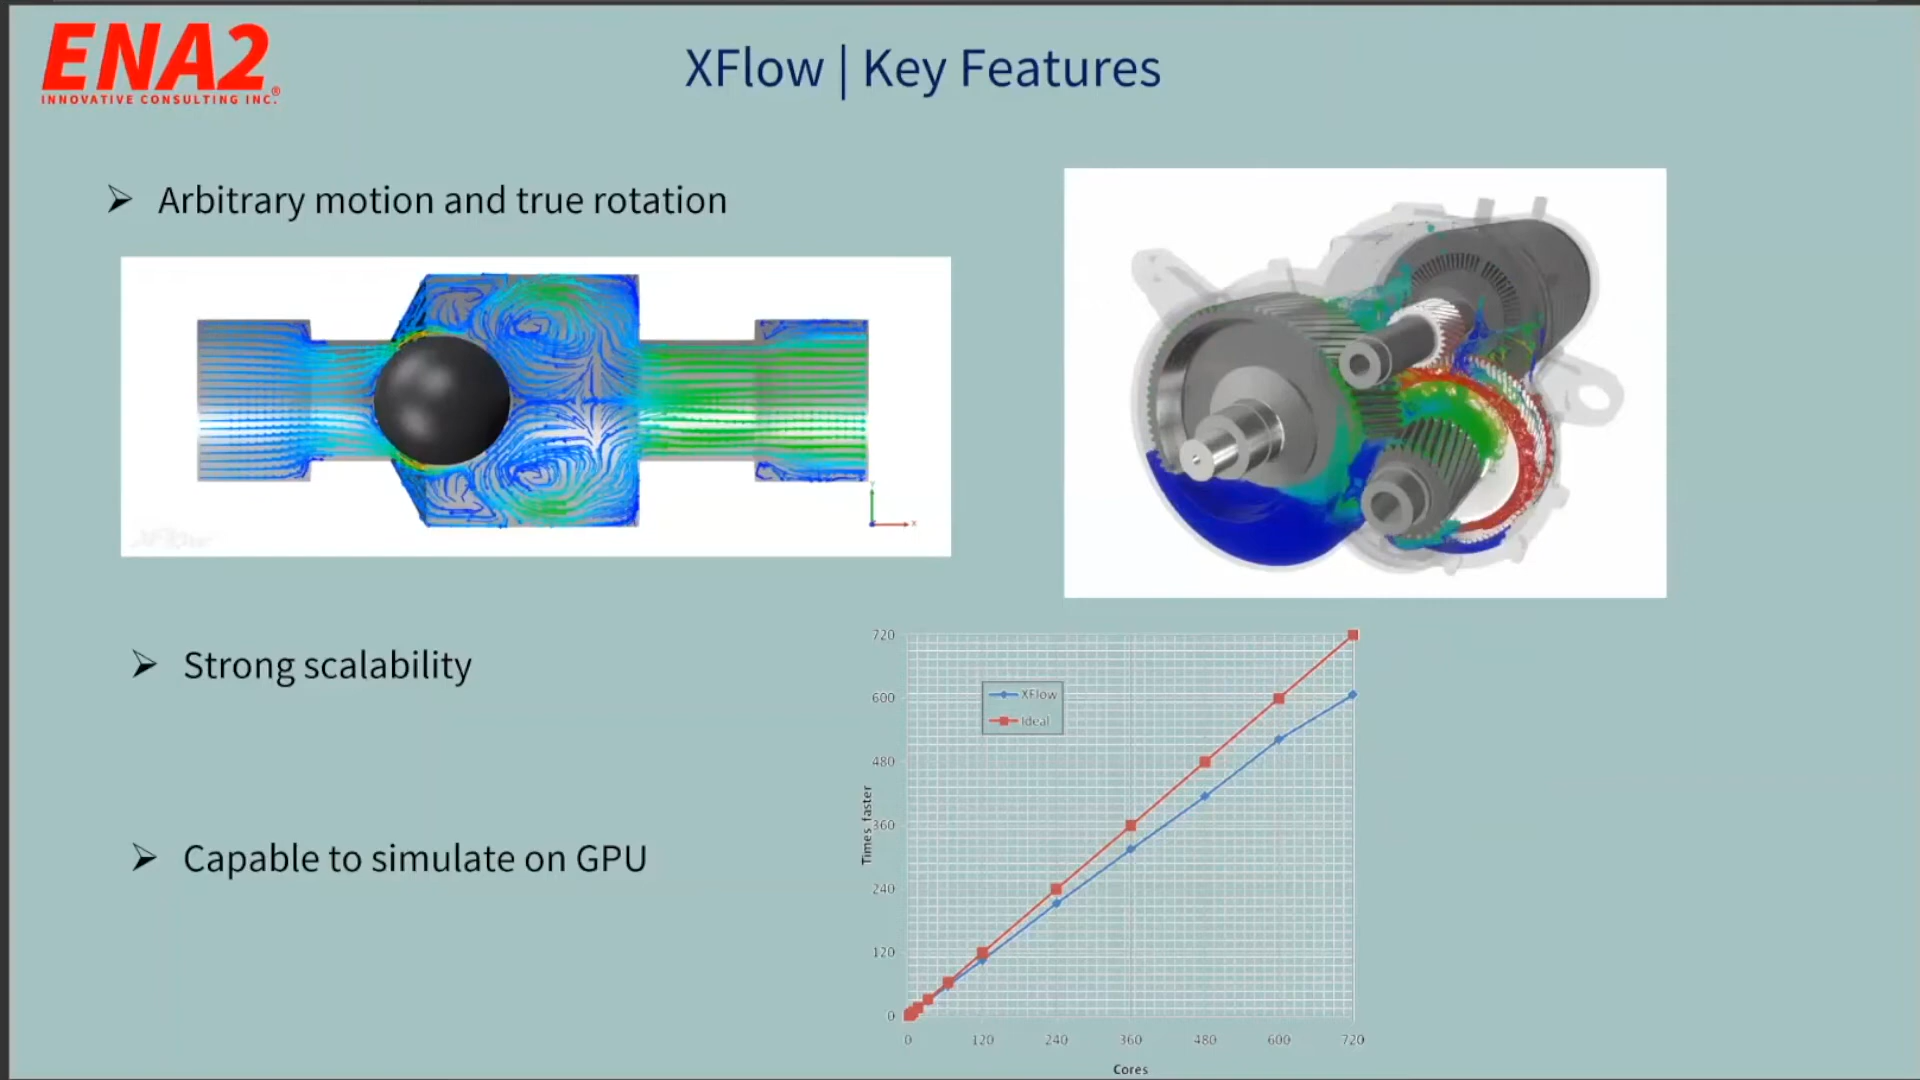 ENA2®
INNOVATIVE CONSULTING INC.
XFlow | Key Features
➢ Arbitrary motion and true rotation
XFlow
Y
X
➢ Strong scalability
➢ Capable to simulate on GPU
720
600
480
360
240
120
0
Times faster
XFlow
Ideal
0 120 240 360 480 600 720
Cores